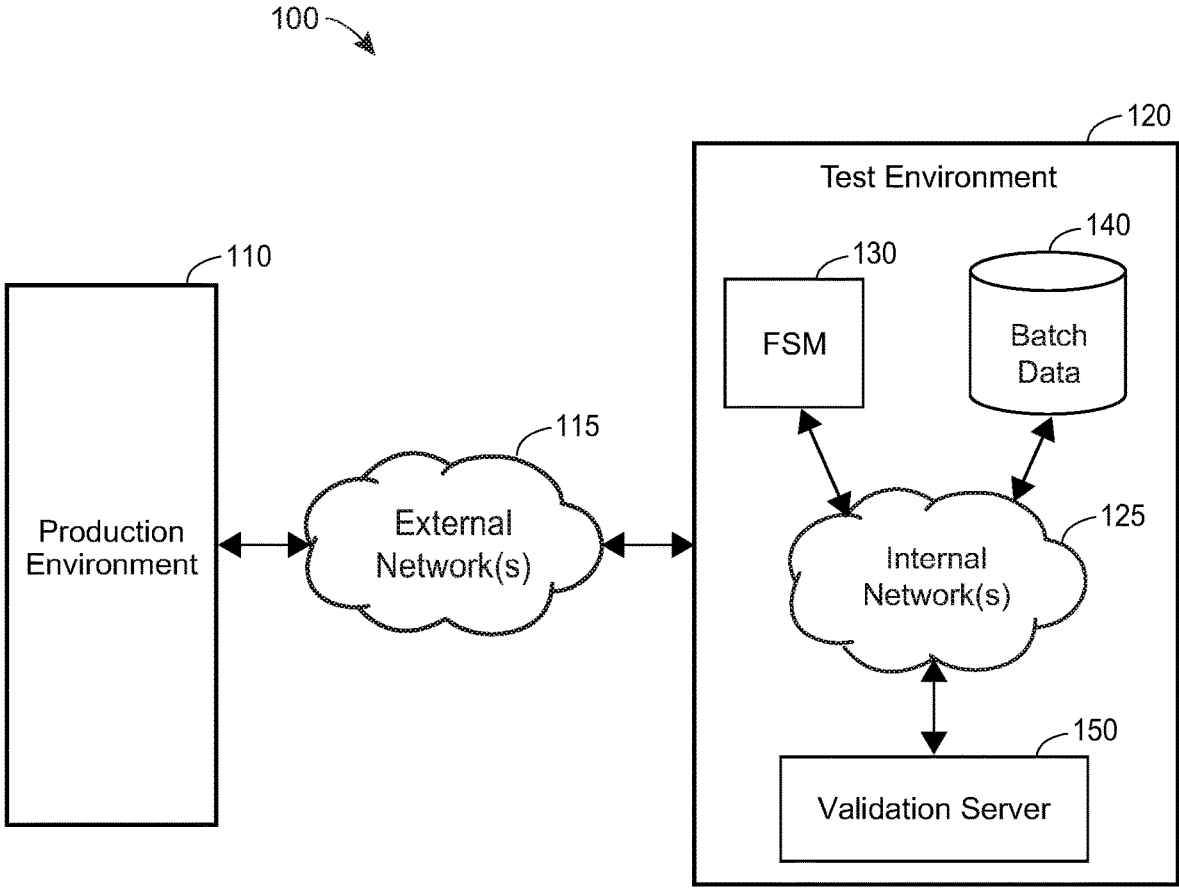 100
120
Test Environment
110
130
140
FSM
Batch
Data
115
Production
Environment
External
Network(s)
125
Internal
Network(s)
150
Validation Server